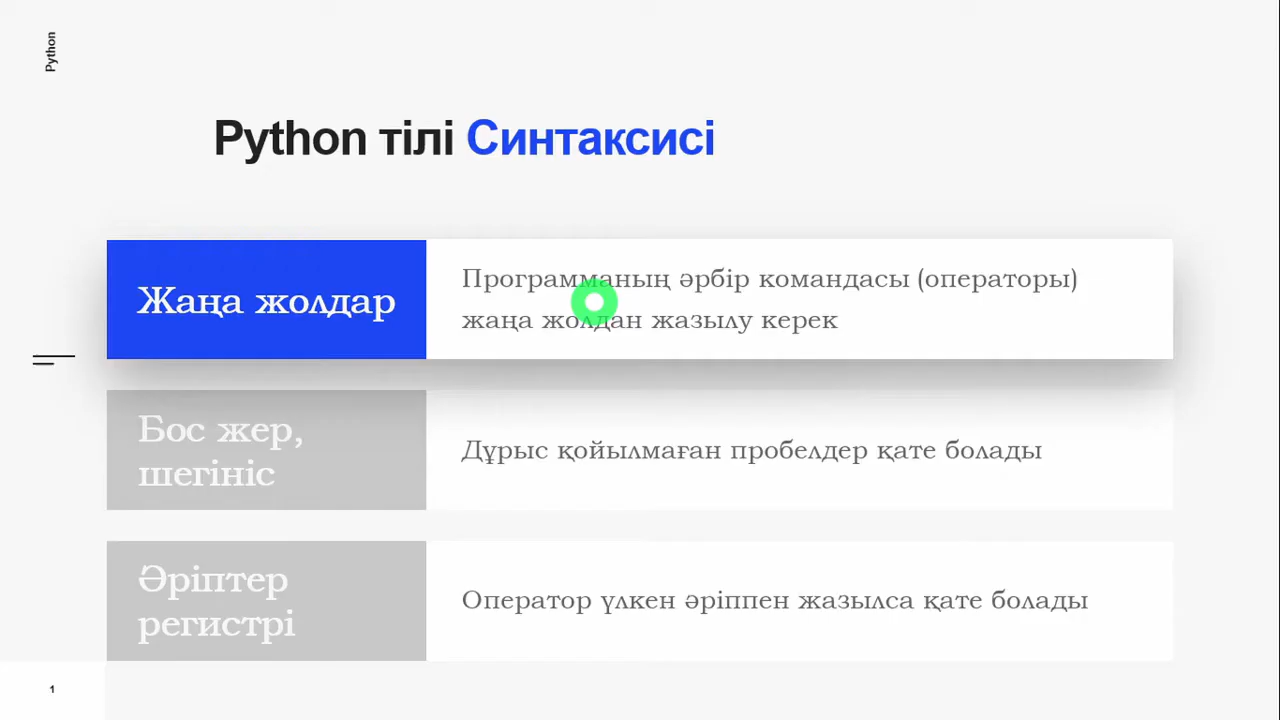 Python
Python тілі Синтаксисі
Жаңа жолдар
Программаның әрбір командасы (операторы)
жаңа жолдан жазылу керек
Бос жер,
шегініс
Дұрыс қойылмаған пробелдер қате болады
Әріптер
регистрі
Оператор үлкен әріппен жазылса қате болады
1